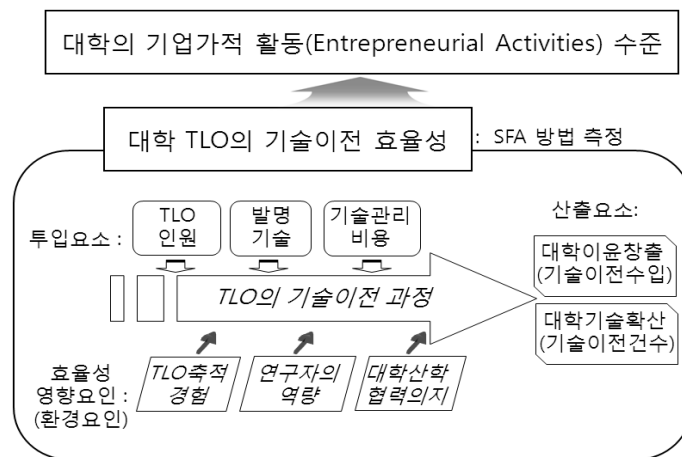 대학의 기업가적 활동(Entrepreneurial Activities) 수준
대학 TLO의 기술이전 효율성
: SFA 방법 측정
투입요소 :
TLO
인원
발명
기술
기술관리
비용
산출요소:
대학이윤창출
(기술이전수입)
대학기술확산
(기술이전건수)
TLO의 기술이전 과정
효율성
영향요인 :
(환경요인)
TLO축적
경험
연구자의
역량
대학산학
협력의지